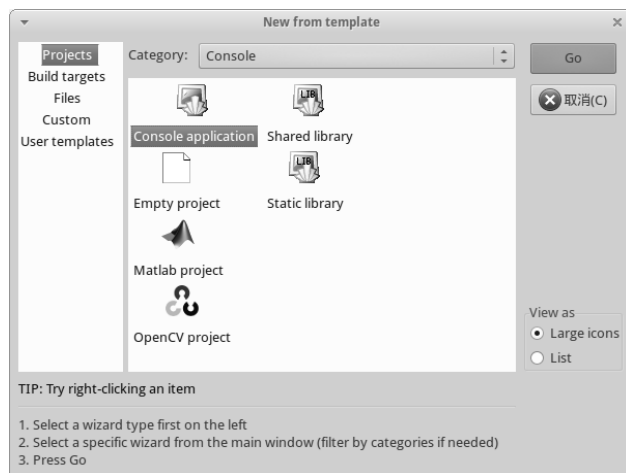 New from template
Projects
Build targets
Files
Custom
User templates
Category: Console
Console application
Shared library
Empty project
Static library
Matlab project
OpenCV project
Go
取消(C)
View as
Large icons
List
TIP: Try right-clicking an item
1. Select a wizard type first on the left
2. Select a specific wizard from the main window (filter by categories if needed)
3. Press Go